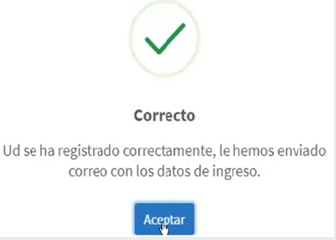 Correcto
Ud se ha registrado correctamente, le hemos enviado
correo con los datos de ingreso.
Aceptar